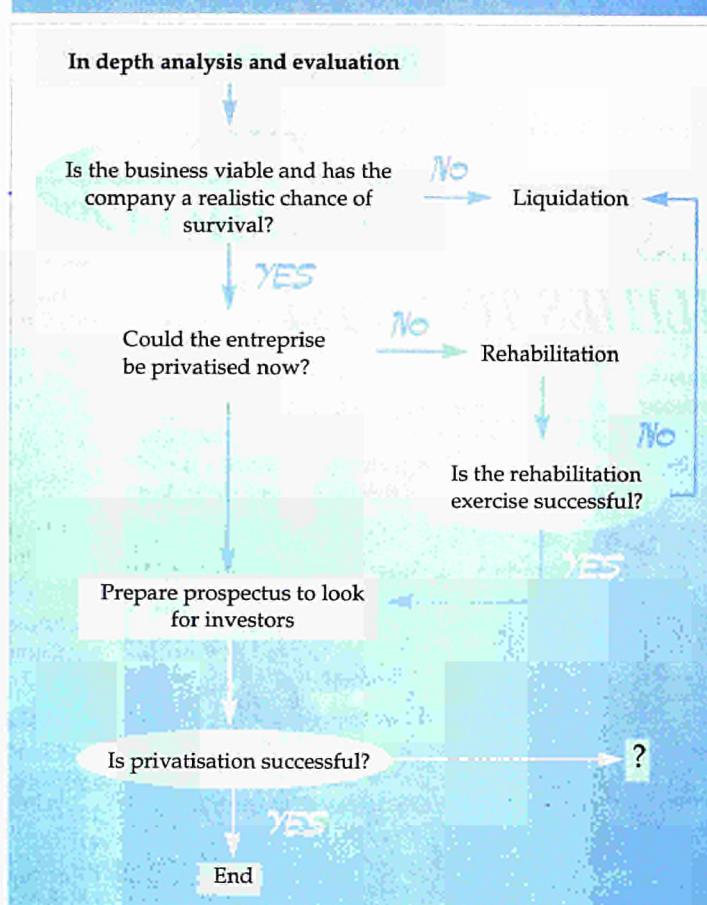 In depth analysis and evaluation
Is the business viable and has the
company a realistic chance of
survival?
No
Liquidation
YES
Could the entreprise
be privatised now?
No
Rehabilitation
No
Is the rehabilitation
exercise successful?
YES
Prepare prospectus to look
for investors
Is privatisation successful?
?
YES
End